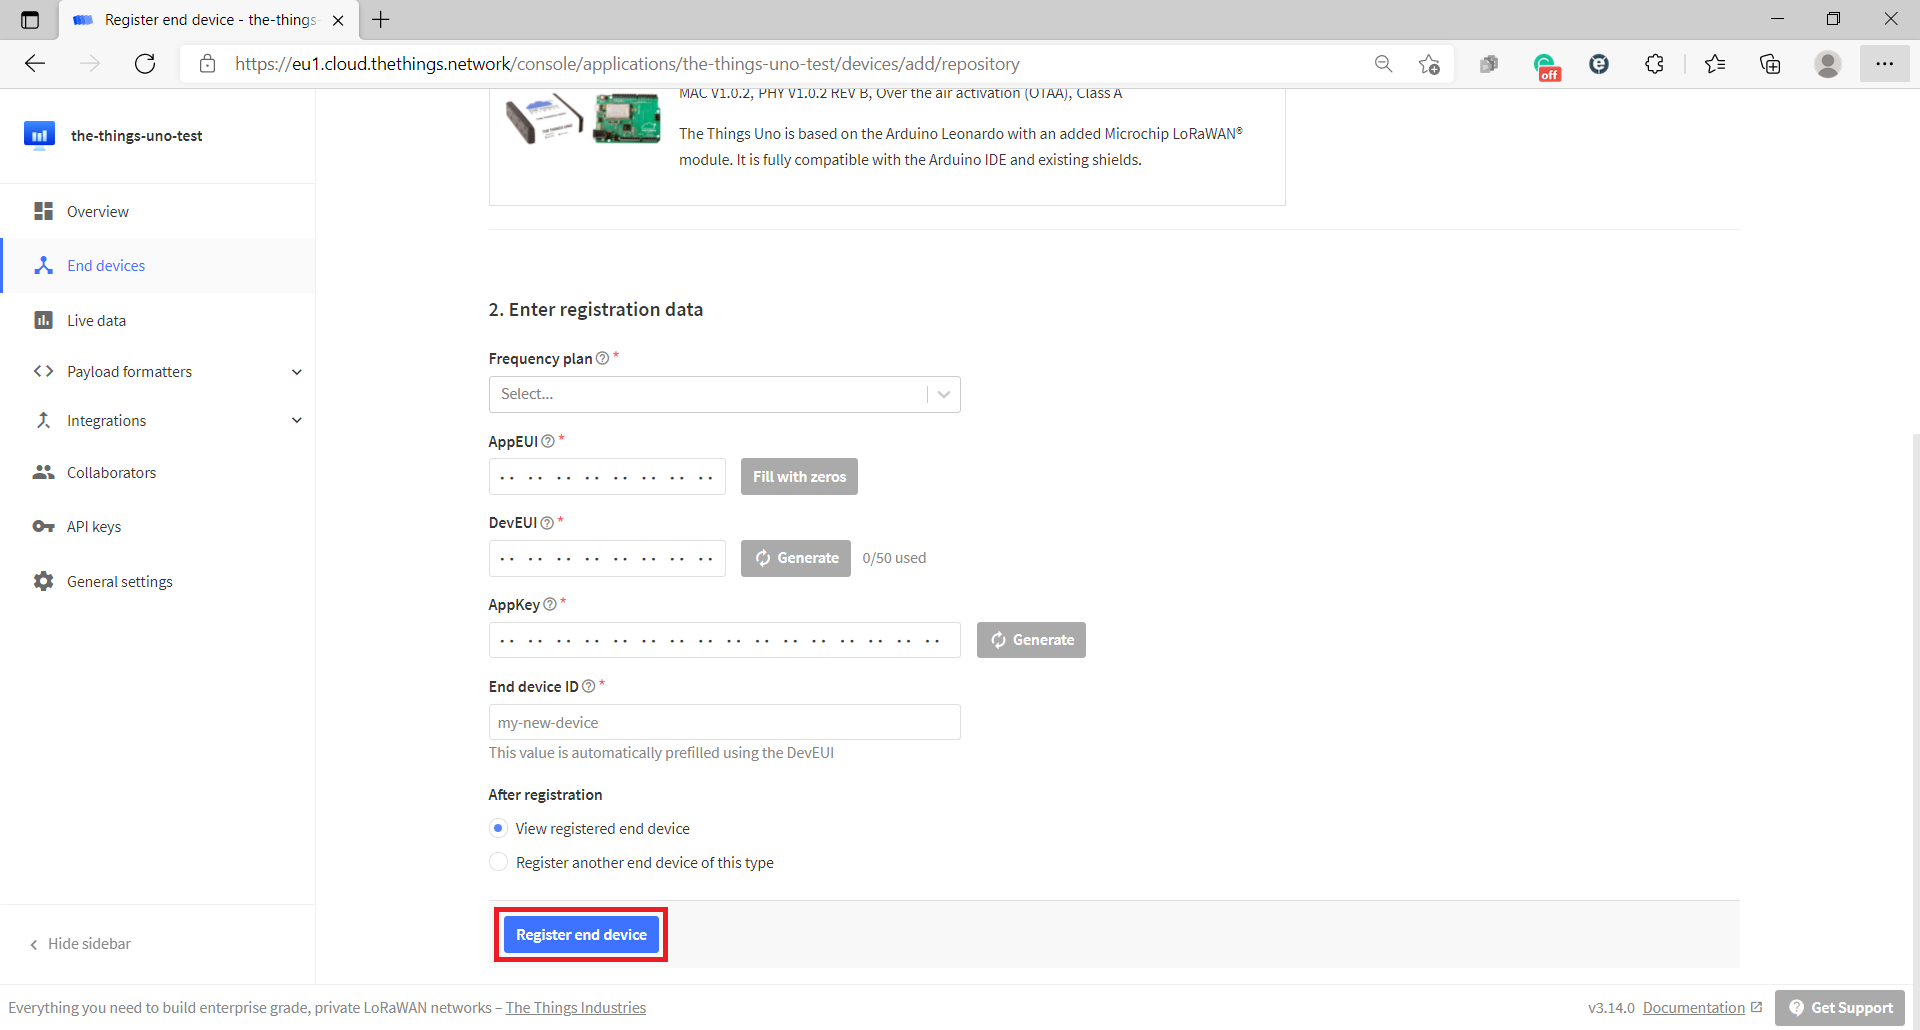 Register end device - the-things-
https://eu1.cloud.thethings.network/console/applications/the-things-uno-test/devices/add/repository
off
the-things-uno-test
Overview
End devices
Live data
Payload formatters
Integrations
Collaborators
API keys
General settings
Hide sidebar
MAC V1.0.2, PHY V1.0.2 REV B, Over the air activation (OTAA), Class A
The Things Uno is based on the Arduino Leonardo with an added Microchip LoRaWAN®
module. It is fully compatible with the Arduino IDE and existing shields.
2. Enter registration data
Frequency plan *
Select...
AppEUI *
Fill with zeros
DevEUI *
Generate 0/50 used
AppKey *
Generate
End device ID *
my-new-device
This value is automatically prefilled using the DevEUI
After registration
View registered end device
Register another end device of this type
Register end device
Everything you need to build enterprise grade, private LoRaWAN networks – The Things Industries
v3.14.0 Documentation Get Support